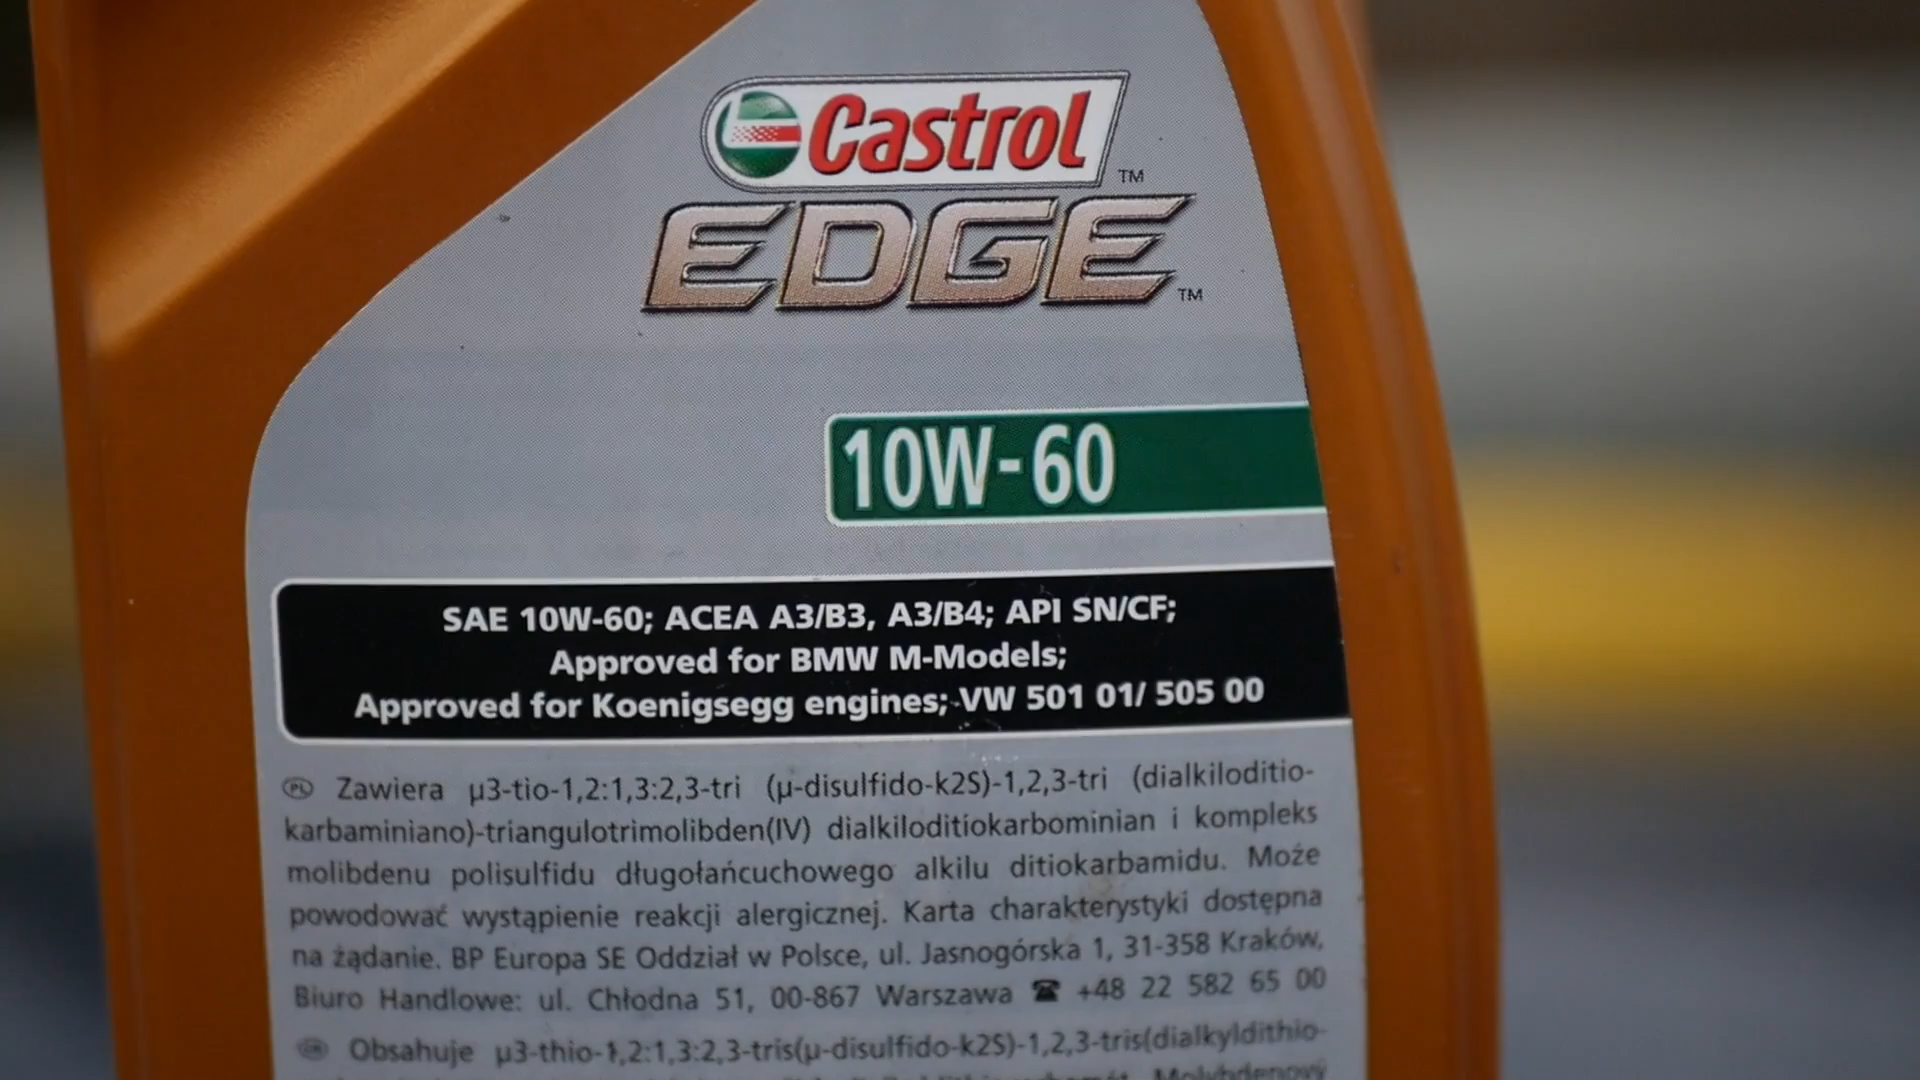 Castrol
TM
EDGE
TM
10W-60
SAE 10W-60; ACEA A3/B3, A3/B4; API SN/CF;
Approved for BMW M-Models;
Approved for Koenigsegg engines; VW 501 01/ 505 00
PL Zawiera µ3-tio-1,2:1,3:2,3-tri (µ-disulfido-k2S)-1,2,3-tri (dialkiloditio-
karbaminiano)-triangulotrimolibden(IV) dialkiloditiokarbominian i kompleks
molibdenu polisulfidu długołańcuchowego alkilu ditiokarbamidu. Może
powodować wystąpienie reakcji alergicznej. Karta charakterystyki dostępna
na żądanie. BP Europa SE Oddział w Polsce, ul. Jasnogórska 1, 31-358 Kraków,
Biuro Handlowe: ul. Chłodna 51, 00-867 Warszawa ☎ +48 22 582 65 00
Obsahuje µ3-thio-1,2:1,3:2,3-tris(µ-disulfido-k2S)-1,2,3-tris(dialkyldithio-